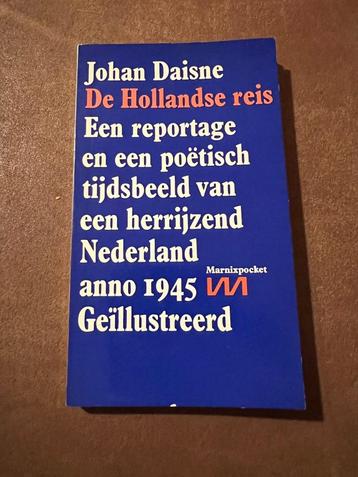 Johan Daisne
De Hollandse reis
Een reportage
en een poëtisch
tijdsbeeld van
een herrijzend
Nederland
Marnixpocket
anno 1945
Geïllustreerd